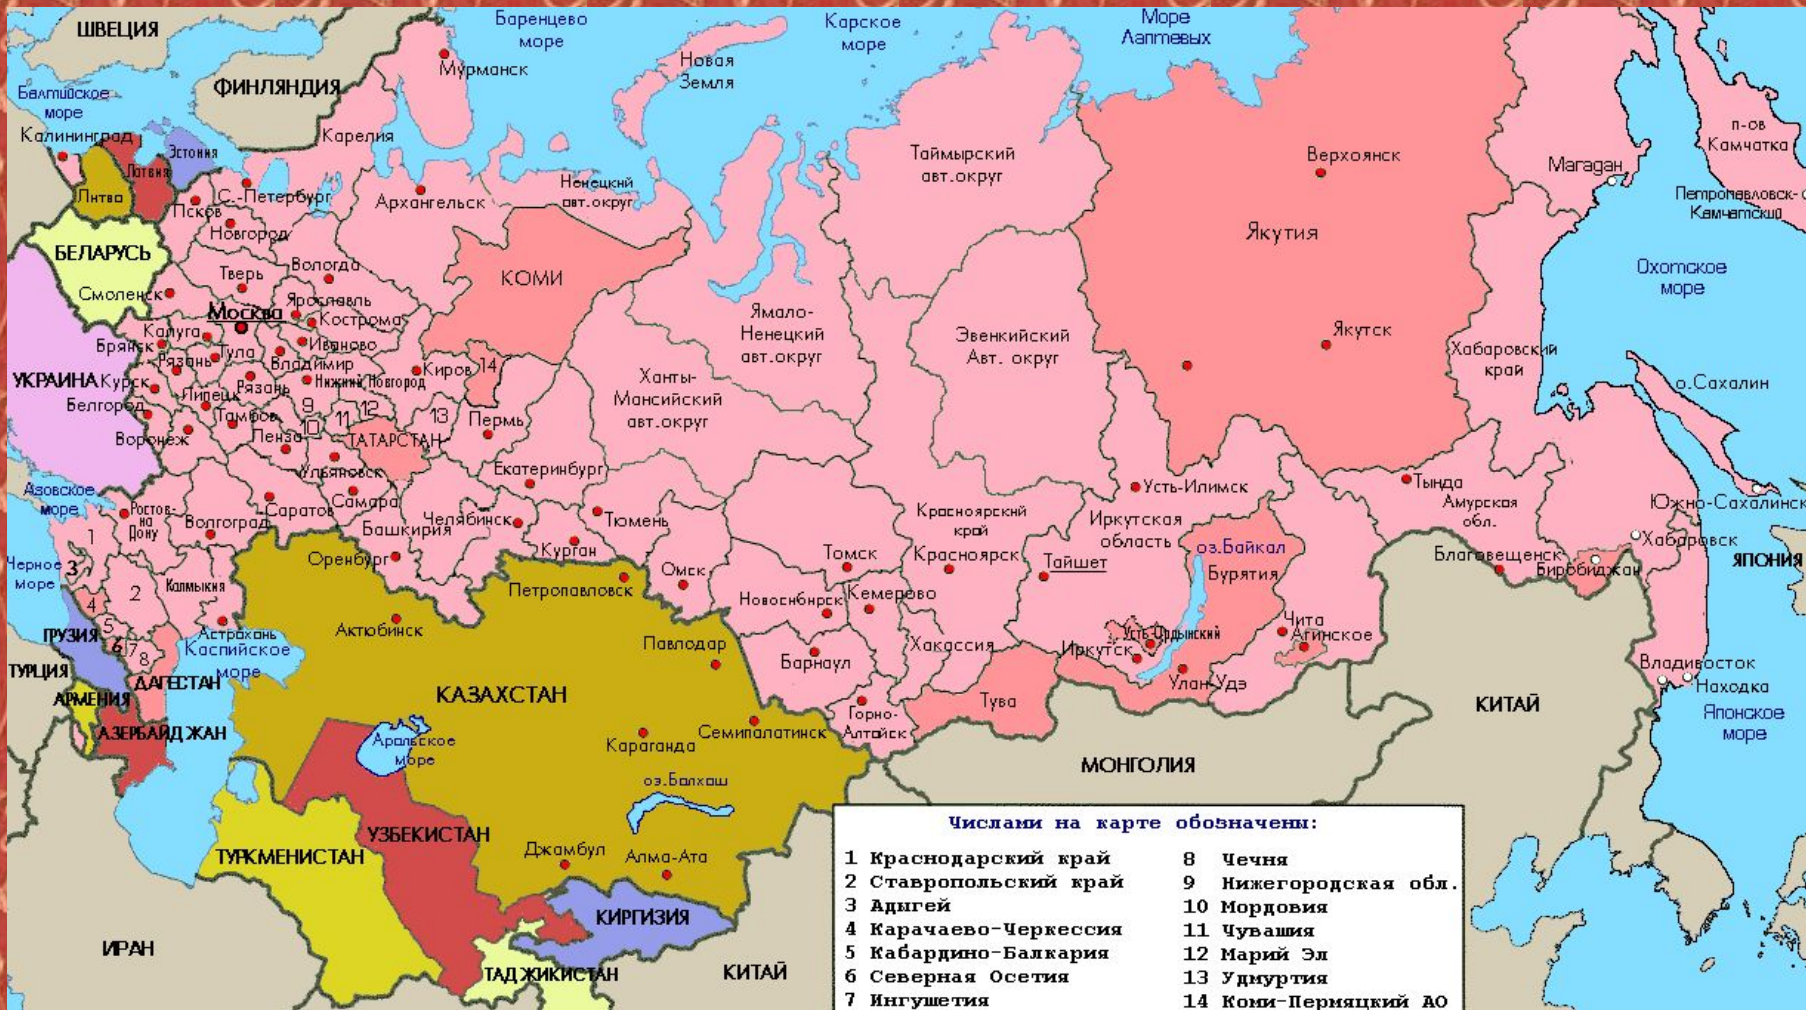 ШВЕЦИЯ
Баренцево
море
Карское
море
Море
Лаптевых
Мурманск
Новая
Земля
ФИНЛЯНДИЯ
Балтийское
море
Калининград
Карелия
Эстония
Латвия
Литва
Таймырский
авт.округ
Верхоянск
п-ов
Камчатка
Магадан
Петропавловск-
Камчатский
Псков
С.-Петербург
Архангельск
Ненецкий
авт.округ
Новгород
Якутия
БЕЛАРУСЬ
Тверь
Вологда
КОМИ
Охотское
море
Смоленск
Ярославль
Москва
Кострома
Ямало-
Ненецкий
авт.округ
Эвенкийский
Авт. округ
Якутск
Калуга
Брянск
Иваново
Рязань
Тула
Владимир
Киров
14
Хабаровский
край
УКРАИНА
Курск
Рязань
Нижний Новгород
Ханты-
Мансийский
авт.округ
о.Сахалин
Белгород
Липецк
Тамбов
9
10
11
12
13
Пермь
Воронеж
Пенза
ТАТАРСТАН
Ульяновск
Екатеринбург
Азовское
море
Ростов-
на
Дону
Волгоград
Саратов
Самара
Башкирия
Челябинск
Тюмень
Усть-Илимск
Тында
Амурская
обл.
Южно-Сахалинск
Красноярский
край
Иркутская
область
1
Оренбург
Курган
Томск
Красноярск
Тайшет
оз.Байкал
Бурятия
Благовещенск
Биробиджан
Хабаровск
ЯПОНИЯ
Черное
море
3
2
Калмыкия
Петропавловск
Омск
Новосибирск
Кемерово
4
5
6
7
8
ГРУЗИЯ
Астрахань
Каспийское
море
Актюбинск
Павлодар
Барнаул
Хакассия
Усть-Ордынский
Иркутск
Чита
Агинское
ТУРЦИЯ
ДАГЕСТАН
АРМЕНИЯ
КАЗАХСТАН
Улан-Удэ
Владивосток
Находка
Тува
КИТАЙ
АЗЕРБАЙДЖАН
Аральское
море
Караганда
Семипалатинск
Горно-
Алтайск
Японское
море
МОНГОЛИЯ
оз.Балхаш
УЗБЕКИСТАН
ТУРКМЕНИСТАН
Джамбул
Алма-Ата
КИРГИЗИЯ
ИРАН
ТАДЖИКИСТАН
КИТАЙ
Числами на карте обозначены:
1 Краснодарский край
2 Ставропольский край
3 Адыгей
4 Карачаево-Черкессия
5 Кабардино-Балкария
6 Северная Осетия
7 Ингушетия
8 Чечня
9 Нижегородская обл.
10 Мордовия
11 Чувашия
12 Марий Эл
13 Удмуртия
14 Коми-Пермяцкий АО